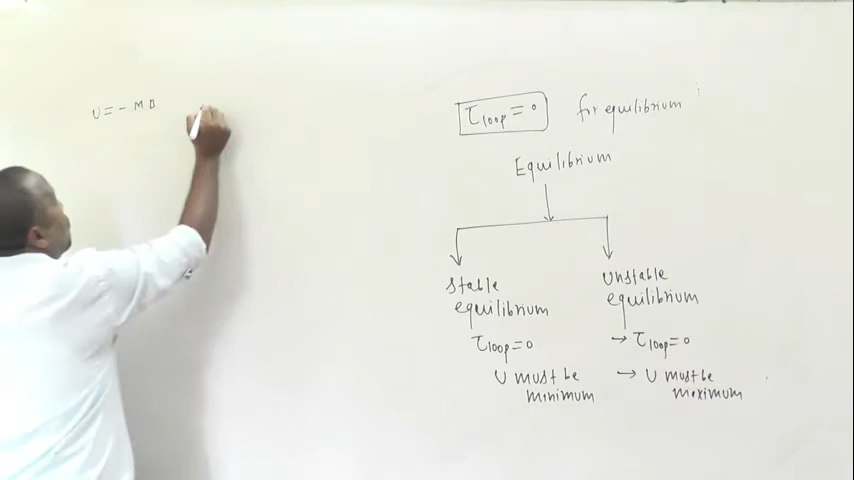 U = - M B
τloop = 0 for equilibrium
Equilibrium
stable equilibrium
τloop = 0
U must be minimum
Unstable equilibrium
→ τloop = 0
→ U must be maximum